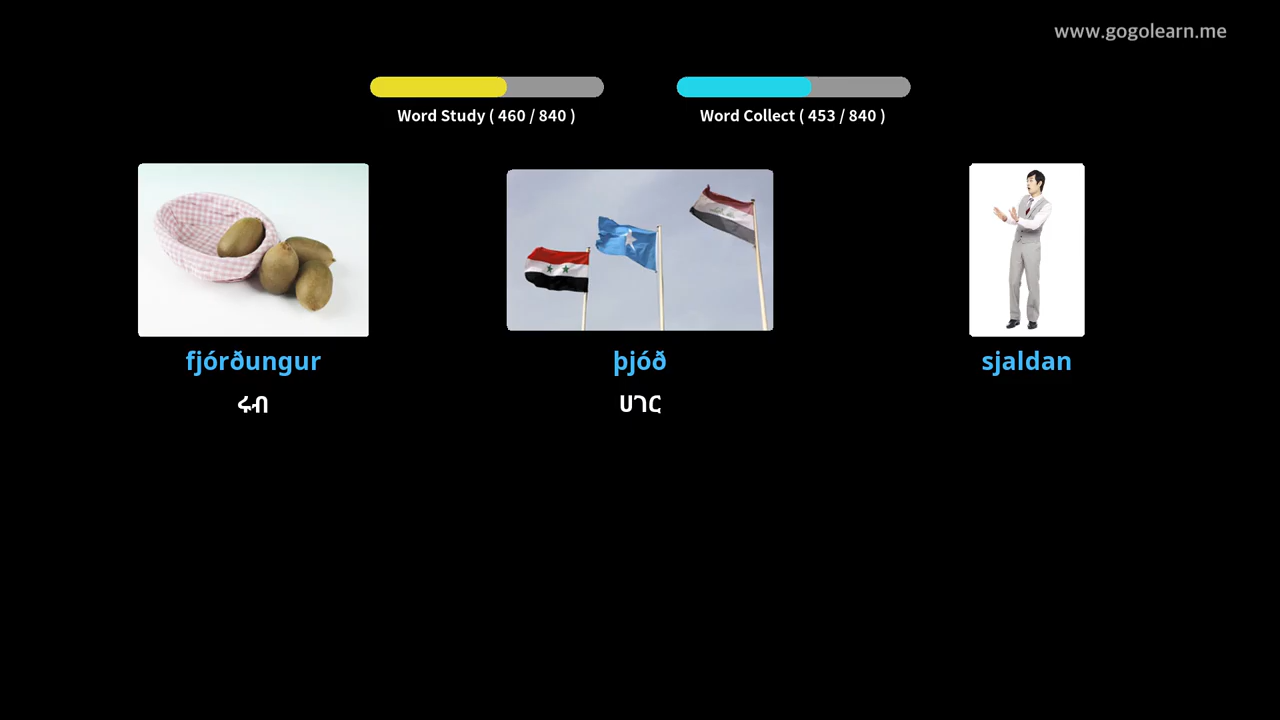 www.gogolearn.me
Word Study ( 460 / 840 )
Word Collect ( 453 / 840 )
fjórðungur
þjóð
sjaldan
ሩብ
ሀገር